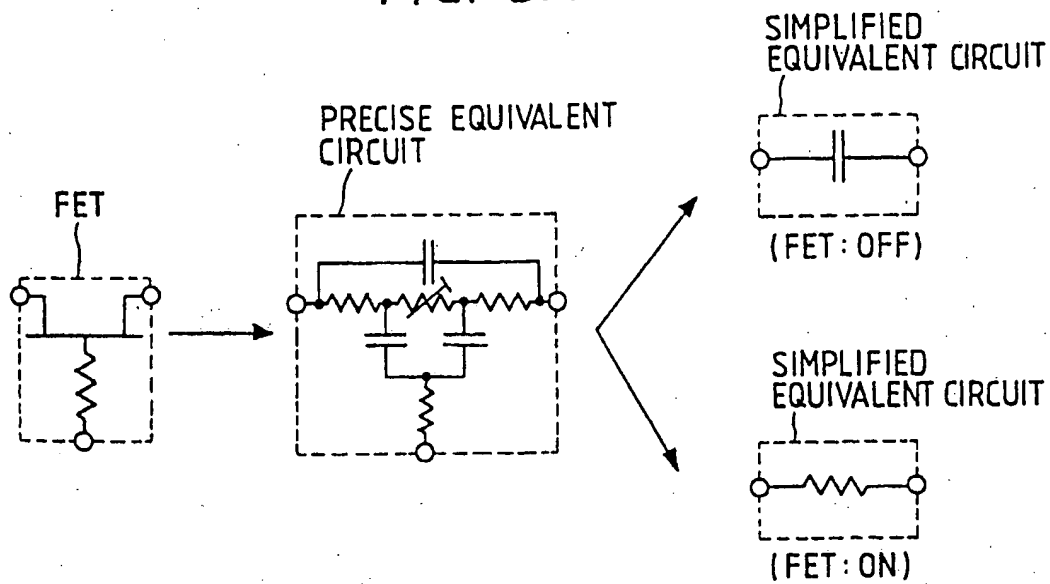 SIMPLIFIED
EQUIVALENT CIRCUIT
PRECISE EQUIVALENT
CIRCUIT
FET
(FET: OFF)
SIMPLIFIED
EQUIVALENT CIRCUIT
(FET: ON)